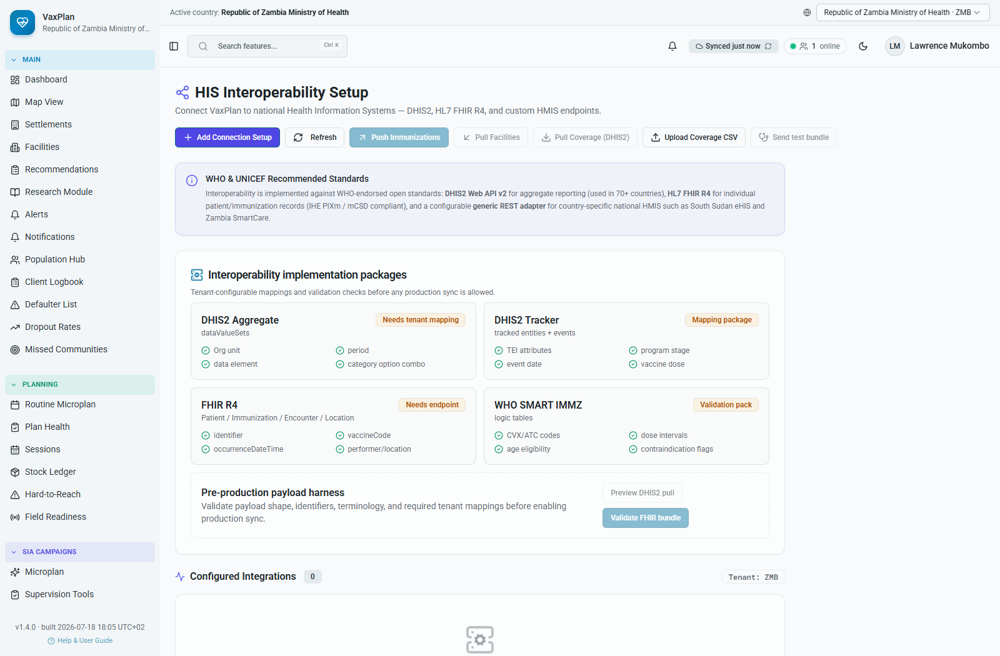 VaxPlan
Republic of Zambia Ministry of...
MAIN
Dashboard
Map View
Settlements
Facilities
Recommendations
Research Module
Alerts
Notifications
Population Hub
Client Logbook
Defaulter List
Dropout Rates
Missed Communities
PLANNING
Routine Microplan
Plan Health
Sessions
Stock Ledger
Hard-to-Reach
Field Readiness
SIA CAMPAIGNS
Microplan
Supervision Tools
v1.4.0 · built 2026-07-18 18:05 UTC+02
Help & User Guide
Active country: Republic of Zambia Ministry of Health
Republic of Zambia Ministry of Health · ZMB
Search features...
Ctrl K
Synced just now
1 online
LM
Lawrence Mukombo
HIS Interoperability Setup
Connect VaxPlan to national Health Information Systems — DHIS2, HL7 FHIR R4, and custom HMIS endpoints.
Add Connection Setup
Refresh
Push Immunizations
Pull Facilities
Pull Coverage (DHIS2)
Upload Coverage CSV
Send test bundle
WHO & UNICEF Recommended Standards
Interoperability is implemented against WHO-endorsed open standards: DHIS2 Web API v2 for aggregate reporting (used in 70+ countries), HL7 FHIR R4 for individual
patient/immunization records (IHE PIXm / mCSD compliant), and a configurable generic REST adapter for country-specific national HMIS such as South Sudan eHIS and
Zambia SmartCare.
Interoperability implementation packages
Tenant-configurable mappings and validation checks before any production sync is allowed.
DHIS2 Aggregate
Needs tenant mapping
dataValueSets
Org unit
period
data element
category option combo
DHIS2 Tracker
Mapping package
tracked entities + events
TEI attributes
program stage
event date
vaccine dose
FHIR R4
Needs endpoint
Patient / Immunization / Encounter / Location
identifier
vaccineCode
occurrenceDateTime
performer/location
WHO SMART IMMZ
Validation pack
logic tables
CVX/ATC codes
dose intervals
age eligibility
contraindication flags
Pre-production payload harness
Validate payload shape, identifiers, terminology, and required tenant mappings before enabling
production sync.
Preview DHIS2 pull
Validate FHIR bundle
Configured Integrations
0
Tenant: ZMB